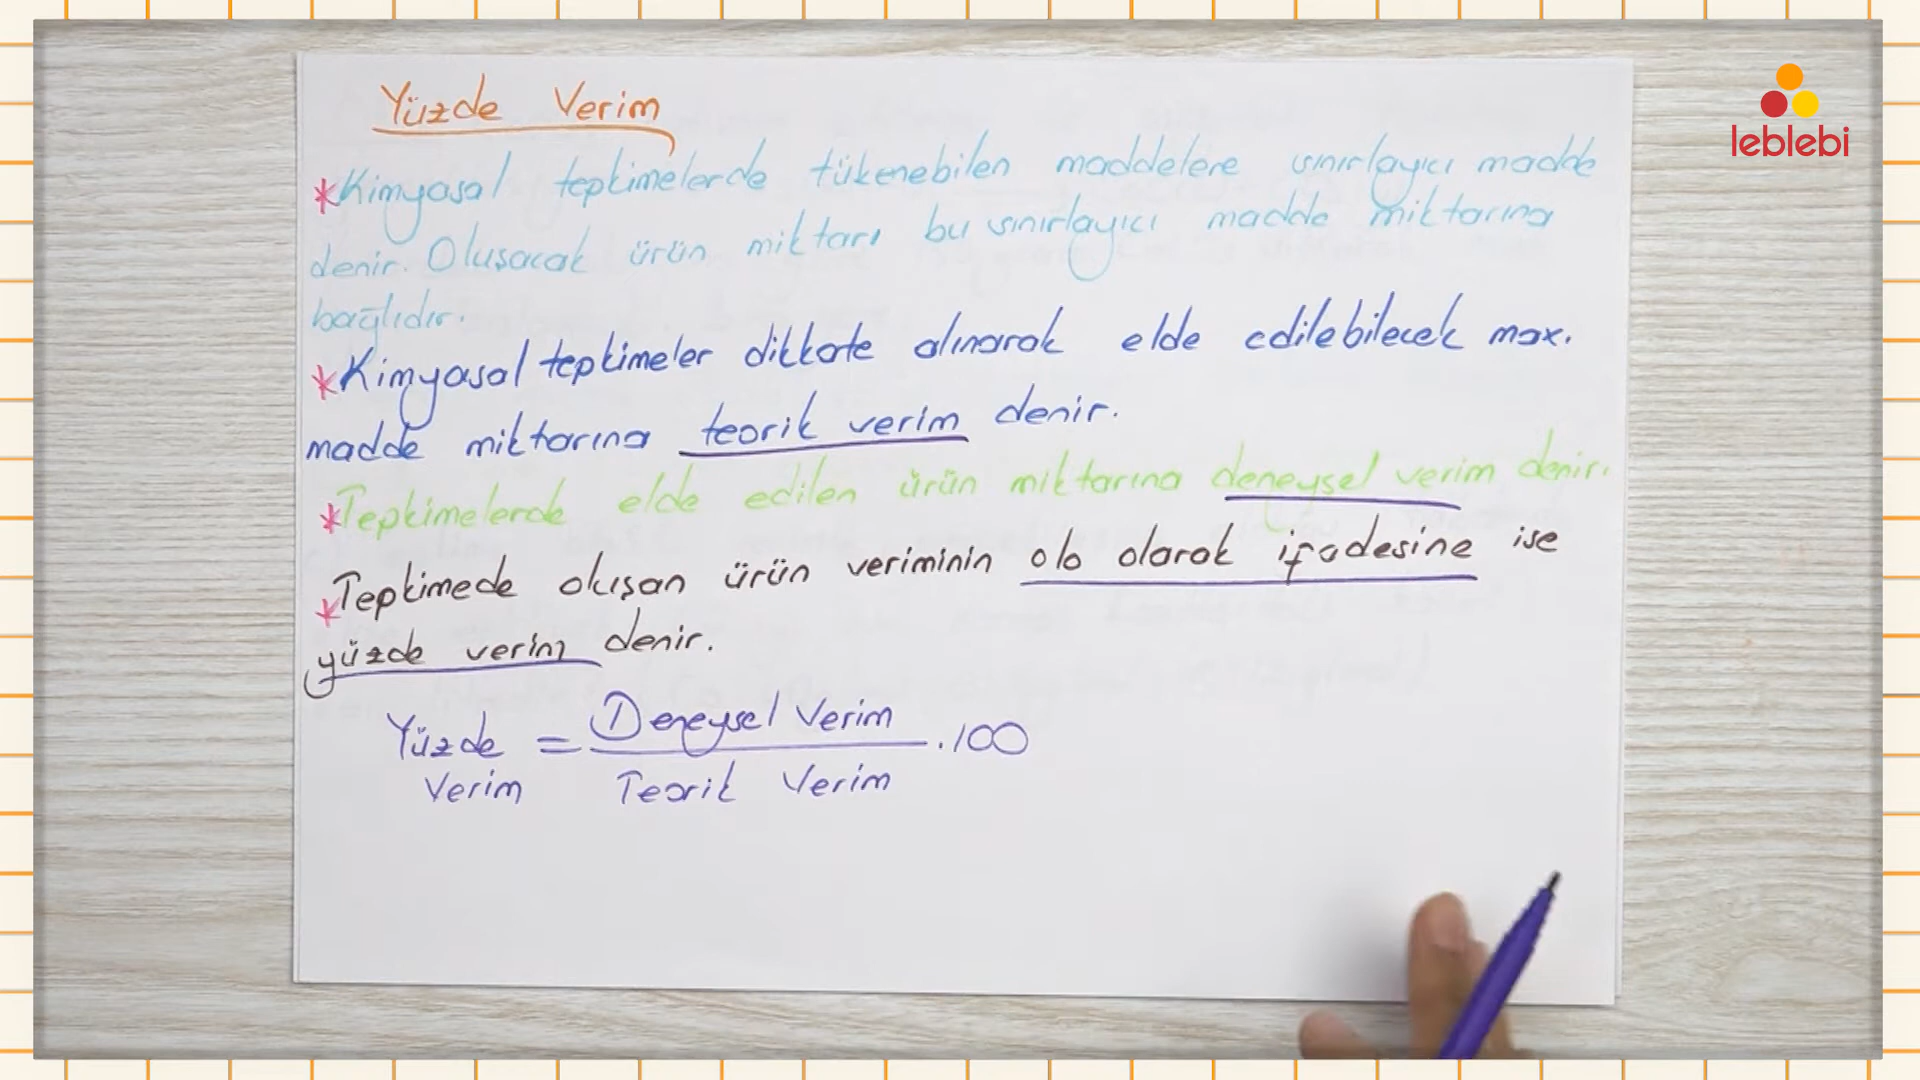 leblebi
Yüzde Verim
*Kimyasal tepkimelerde tükenebilen maddelere sınırlayıcı madde
denir. Oluşacak ürün miktarı bu sınırlayıcı madde miktarına
bağlıdır.
*Kimyasal tepkimeler dikkate alınarak elde edilebilecek max.
madde miktarına teorik verim denir.
*Tepkimelerde elde edilen ürün miktarına deneysel verim denir.
*Tepkimede oluşan ürün veriminin % olarak ifadesine ise
yüzde verim denir.
Yüzde Verim = Deneysel Verim / Teorik Verim . 100